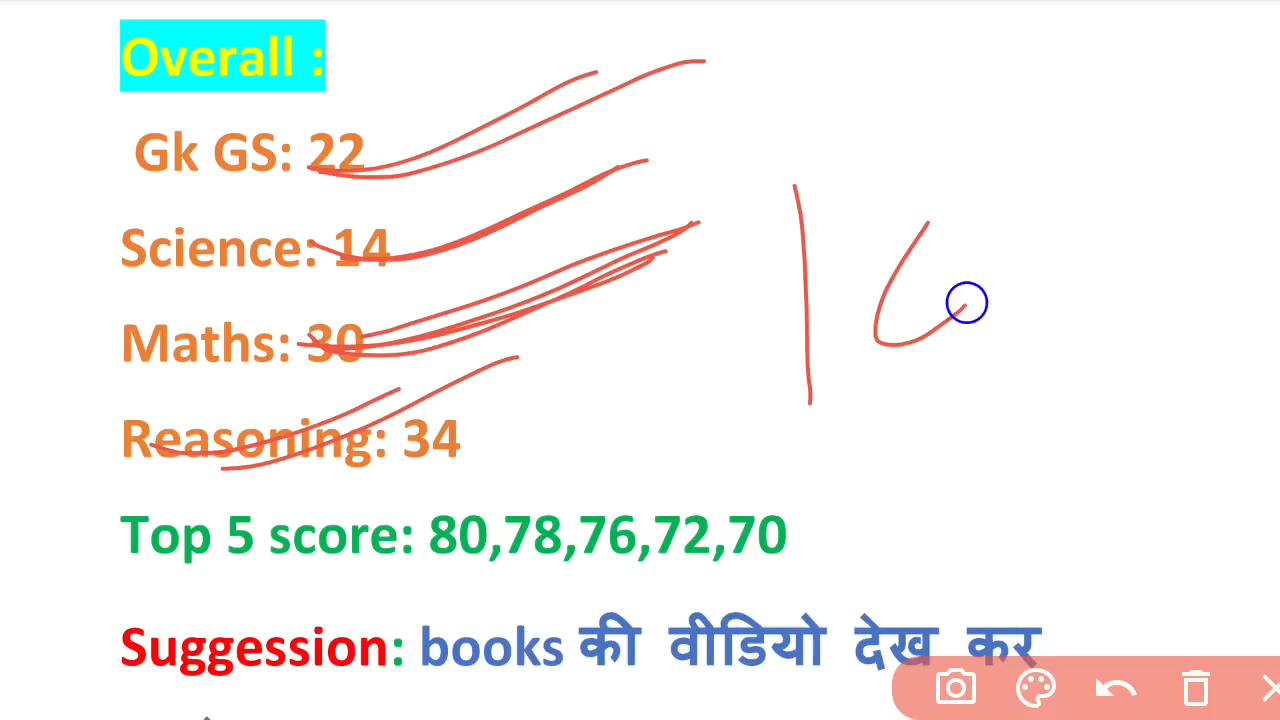 Overall :
Gk GS: 22
Science: 14
Maths: 30
Reasoning: 34
Top 5 score: 80,78,76,72,70
Suggession: books की वीडियो देख कर